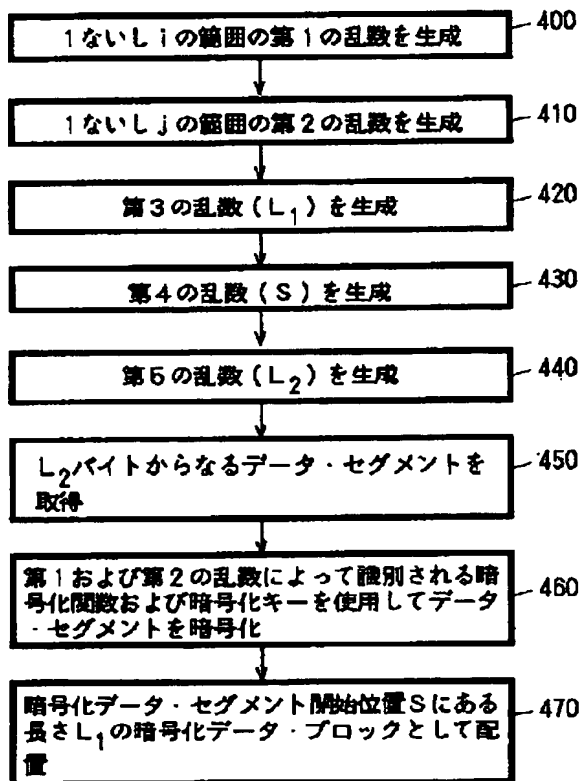 1ないしiの範囲の第1の乱数を生成
400
1ないしjの範囲の第2の乱数を生成
410
第3の乱数(L₁)を生成
420
第4の乱数(S)を生成
430
第5の乱数(L₂)を生成
440
L₂バイトからなるデータ・セグメントを
取得
450
第1および第2の乱数によって識別される暗
号化関数および暗号化キーを使用してデータ
・セグメントを暗号化
460
暗号化データ・セグメント開始位置Sにある
長さL₁の暗号化データ・ブロックとして配
置
470